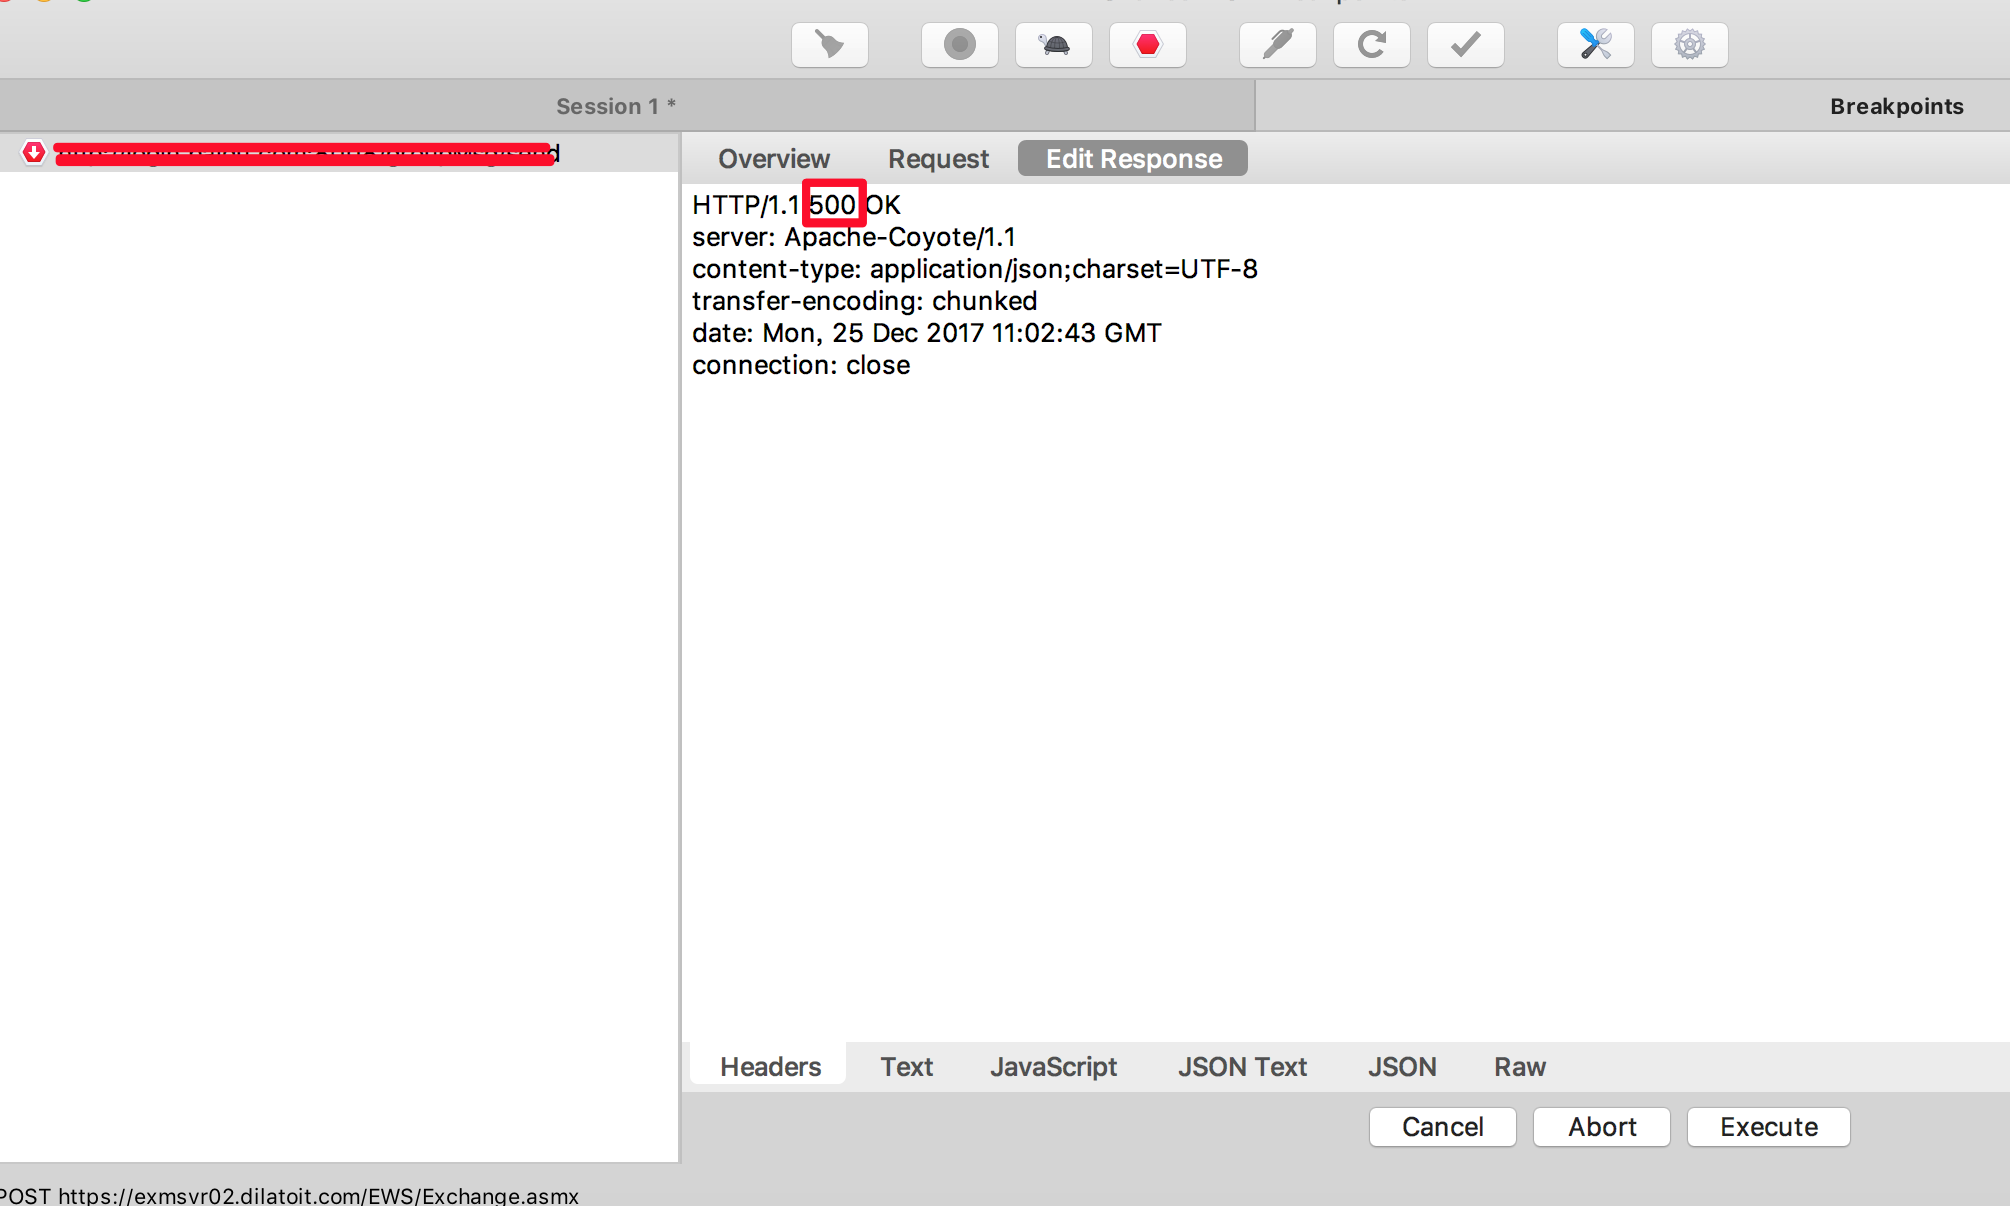 Session 1 *
Breakpoints
Overview Request Edit Response
HTTP/1.1 500 OK
server: Apache-Coyote/1.1
content-type: application/json;charset=UTF-8
transfer-encoding: chunked
date: Mon, 25 Dec 2017 11:02:43 GMT
connection: close
Headers Text JavaScript JSON Text JSON Raw
Cancel Abort Execute
POST https://exmsvr02.dilatoit.com/EWS/Exchange.asmx